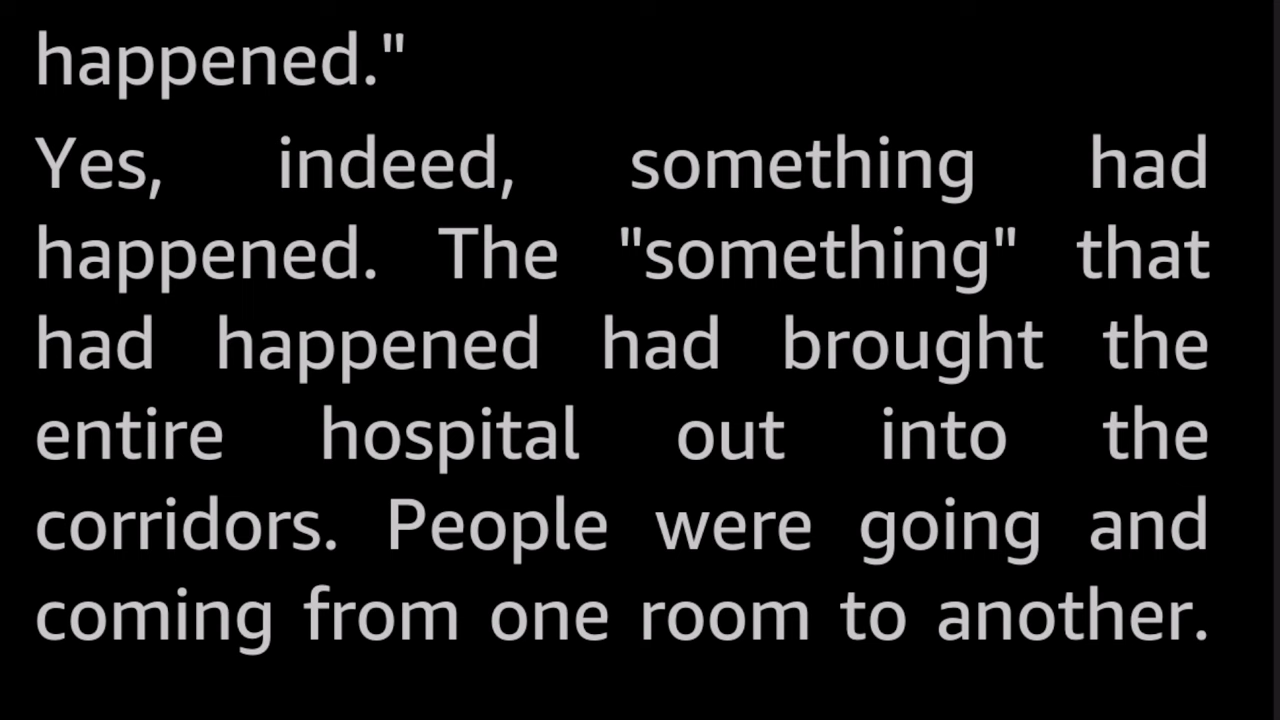 happened."
Yes, indeed, something had
happened. The "something" that
had happened had brought the
entire hospital out into the
corridors. People were going and
coming from one room to another.